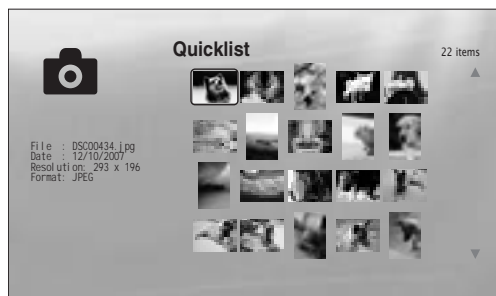 Quicklist
22 items
File : DSC00434.jpg
Date : 12/10/2007
Resolution: 293 x 196
Format: JPEG